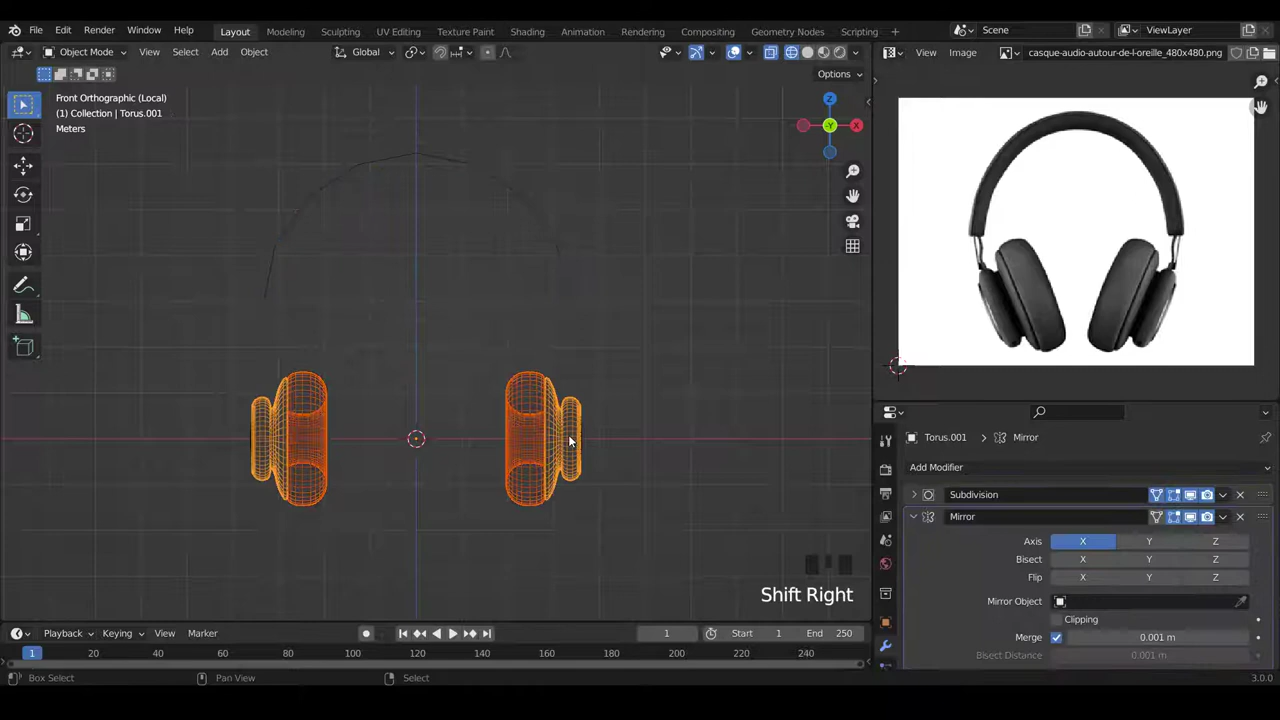 File Edit Render Window Help Layout Modeling Sculpting UV Editing Texture Paint Shading Animation Rendering Compositing Geometry Nodes Scripting + Scene ViewLayer
Object Mode View Select Add Object Global View Image casque-audio-autour-de-l-oreille_480x480.png
Options
Front Orthographic (Local)
(1) Collection | Torus.001
Meters
Z
-Y
X
Torus.001 Mirror
Add Modifier
Subdivision
Mirror
Axis X Y Z
Bisect X Y Z
Flip X Y Z
Mirror Object
Clipping
Merge 0.001 m
Bisect Distance 0.001 m
Shift Right
Playback Keying View Marker 1 Start 1 End 250
1 20 40 60 80 100 120 140 160 180 200 220 240
Box Select Pan View Select 3.0.0